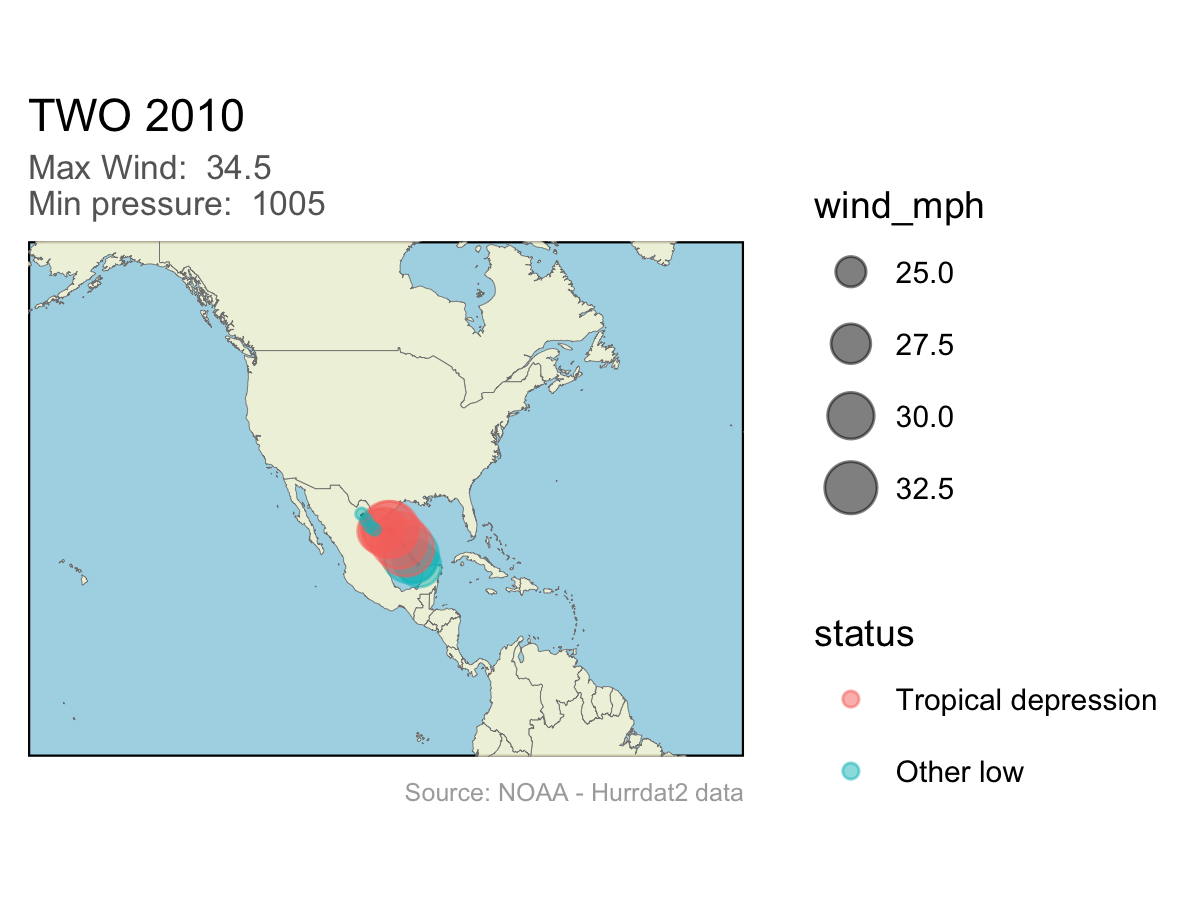 TWO 2010
Max Wind:  34.5
Min pressure:  1005
wind_mph
25.0
27.5
30.0
32.5
status
Tropical depression
Other low
Source: NOAA - Hurrdat2 data